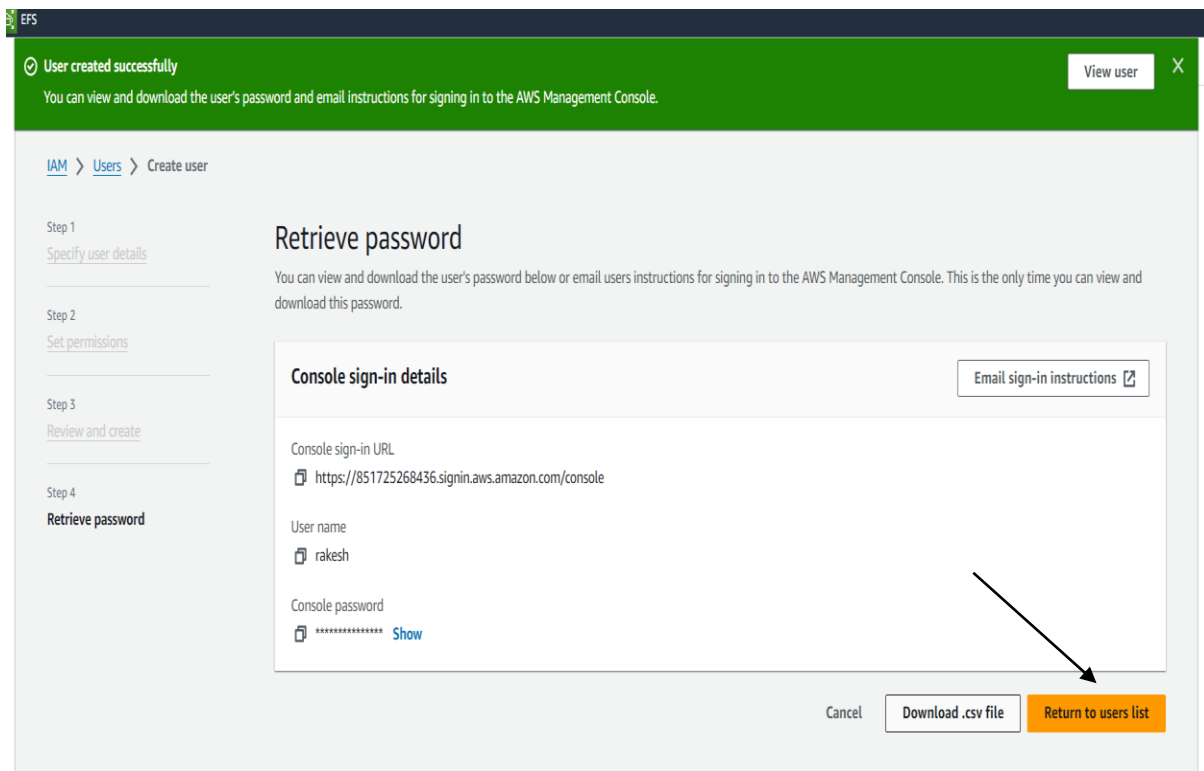 EFS
User created successfully
View user
X
You can view and download the user's password and email instructions for signing in to the AWS Management Console.
IAM > Users > Create user
Step 1
Specify user details
Step 2
Set permissions
Step 3
Review and create
Step 4
Retrieve password
Retrieve password
You can view and download the user's password below or email users instructions for signing in to the AWS Management Console. This is the only time you can view and
download this password.
Console sign-in details
Email sign-in instructions
Console sign-in URL
https://851725268436.signin.aws.amazon.com/console
User name
rakesh
Console password
*************** Show
Cancel
Download .csv file
Return to users list